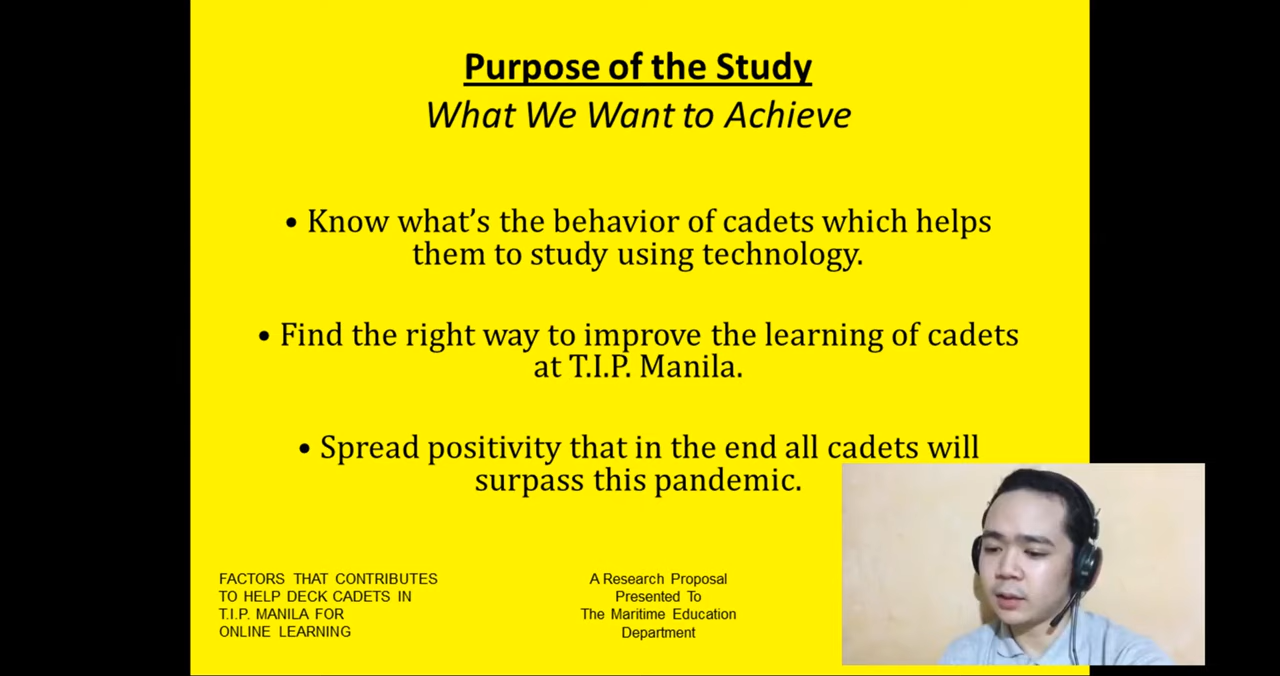 Purpose of the Study
What We Want to Achieve
• Know what's the behavior of cadets which helps
them to study using technology.
• Find the right way to improve the learning of cadets
at T.I.P. Manila.
• Spread positivity that in the end all cadets will
surpass this pandemic.
FACTORS THAT CONTRIBUTES
TO HELP DECK CADETS IN
T.I.P. MANILA FOR
ONLINE LEARNING
A Research Proposal
Presented To
The Maritime Education
Department